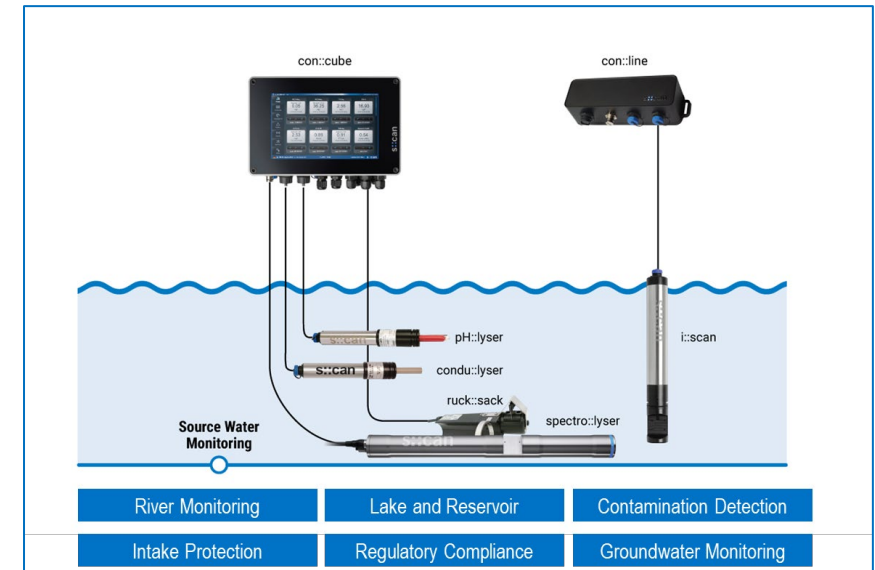 con::cube
con::line
s::can
pH::lyser
i::scan
s::can
condu::lyser
ruck::sack
spectro::lyser
s::can
Source Water
Monitoring
River Monitoring
Lake and Reservoir
Contamination Detection
Intake Protection
Regulatory Compliance
Groundwater Monitoring